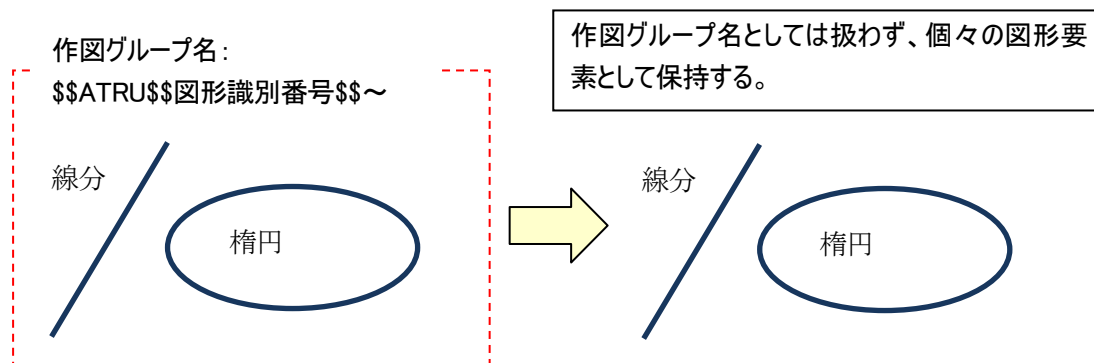 作図グループ名：
$$ATRU$$図形識別番号$$～
線分
楕円
作図グループ名としては扱わず、個々の図形要
素として保持する。
線分
楕円